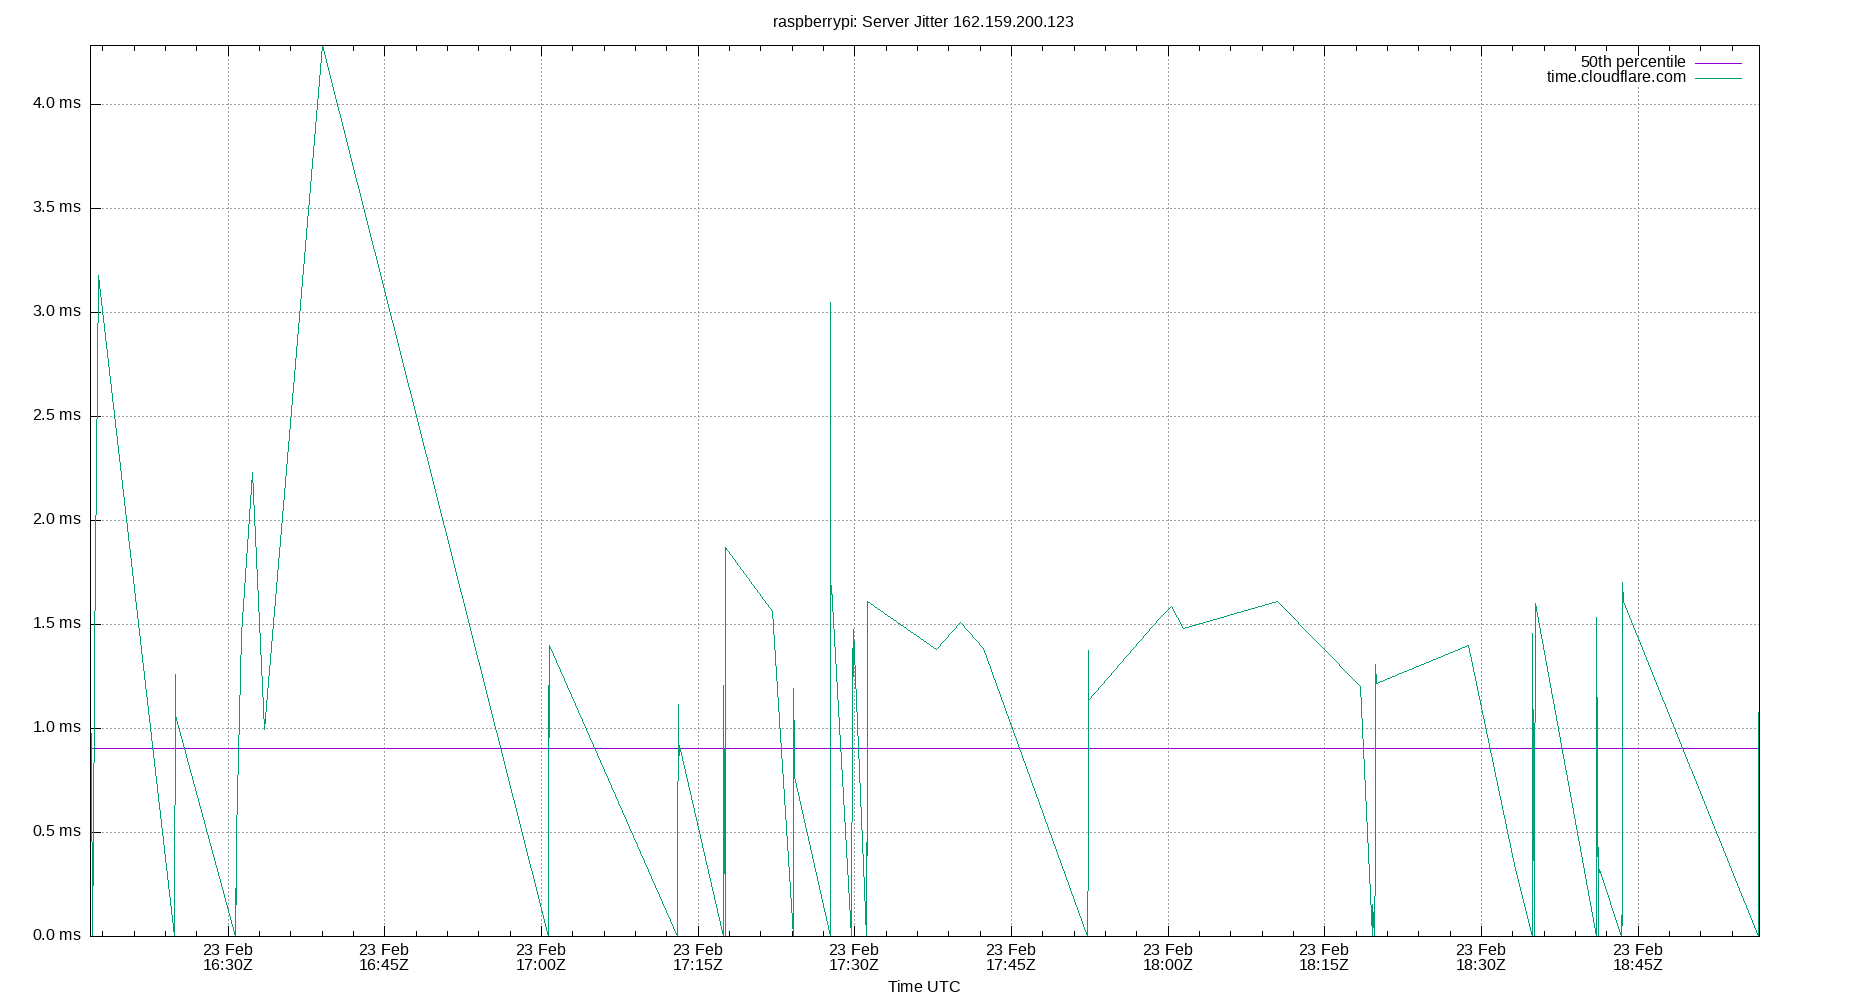 raspberrypi: Server Jitter 162.159.200.123
50th percentile
time.cloudflare.com
4.0 ms
3.5 ms
3.0 ms
2.5 ms
2.0 ms
1.5 ms
1.0 ms
0.5 ms
0.0 ms
23 Feb 23 Feb 23 Feb 23 Feb 23 Feb 23 Feb 23 Feb 23 Feb 23 Feb 23 Feb
16:30Z 16:45Z 17:00Z 17:15Z 17:30Z 17:45Z 18:00Z 18:15Z 18:30Z 18:45Z
Time UTC